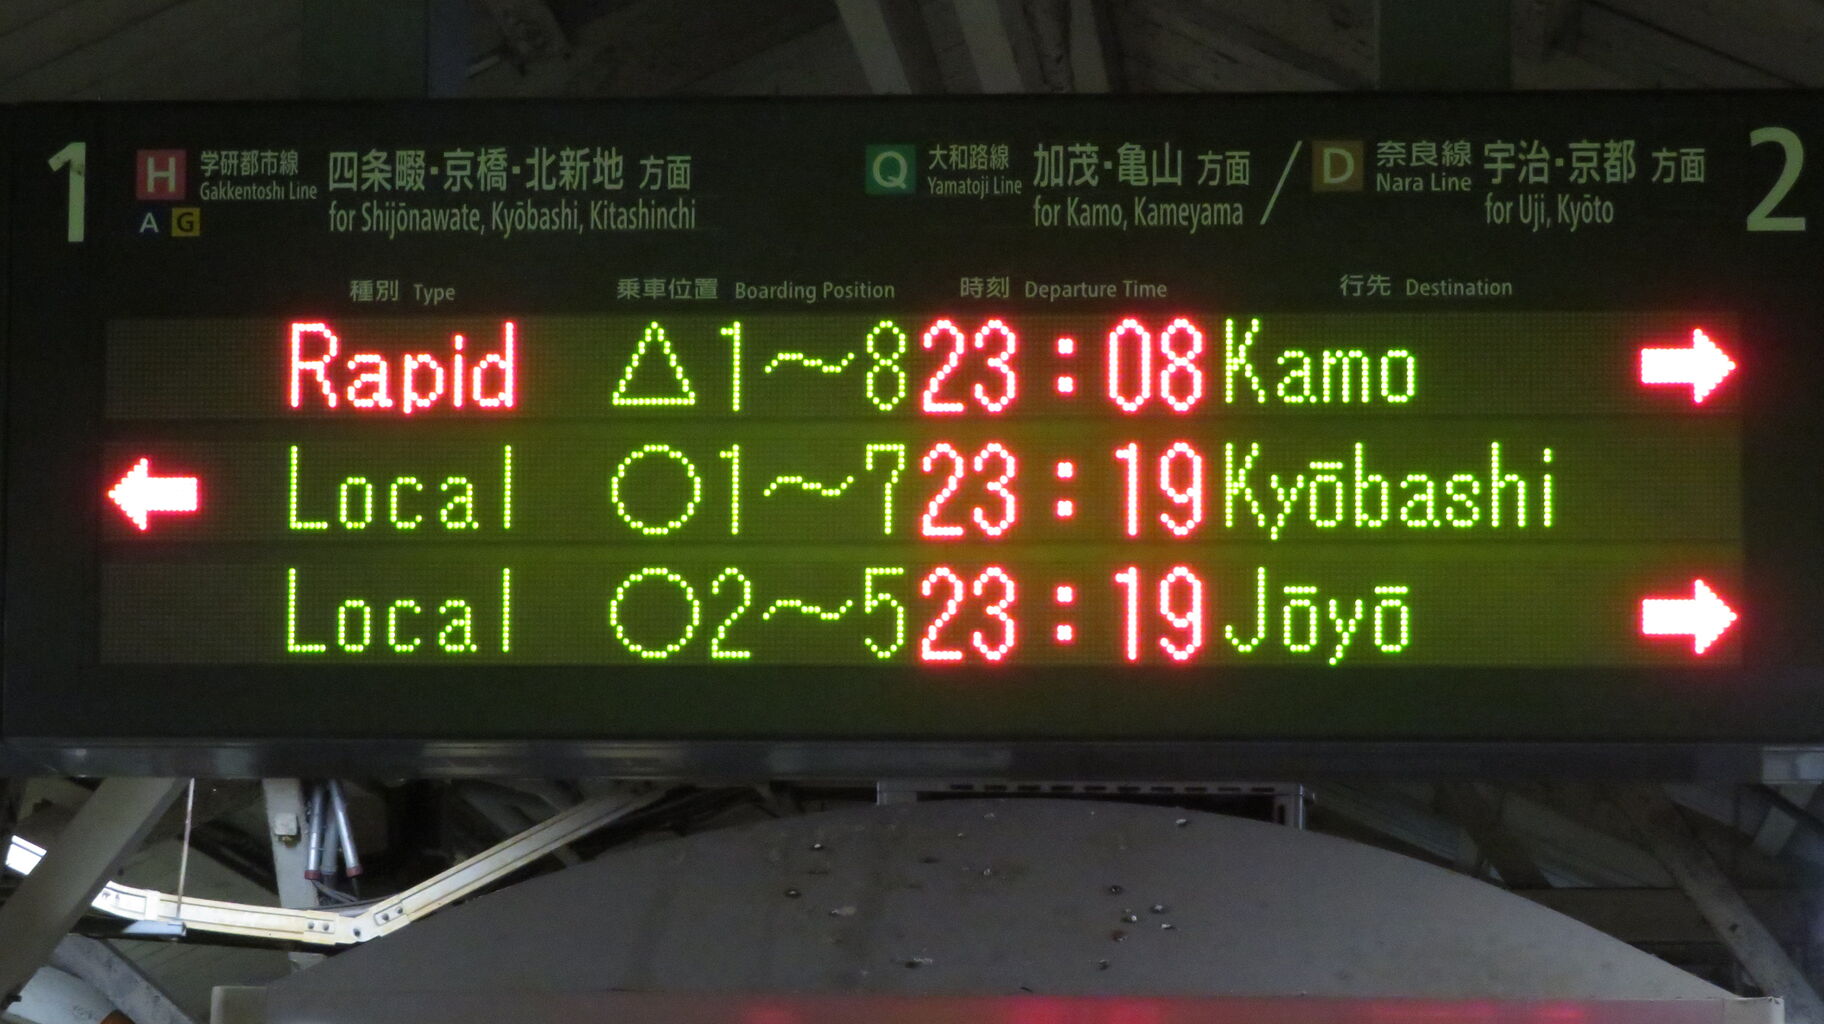 1 H 学研都市線 四条畷・京橋・北新地 方面 Q 大和路線 加茂・亀山 方面 / D 奈良線 宇治・京都 方面 2
Gakkentoshi Line for Shijōnawate, Kyōbashi, Kitashinchi Yamatoji Line for Kamo, Kameyama Nara Line for Uji, Kyōto
A G
種別 Type 乗車位置 Boarding Position 時刻 Departure Time 行先 Destination
Rapid △1～8 23:08 Kamo →
← Local ○1～7 23:19 Kyōbashi
Local ○2～5 23:19 Jōyō →